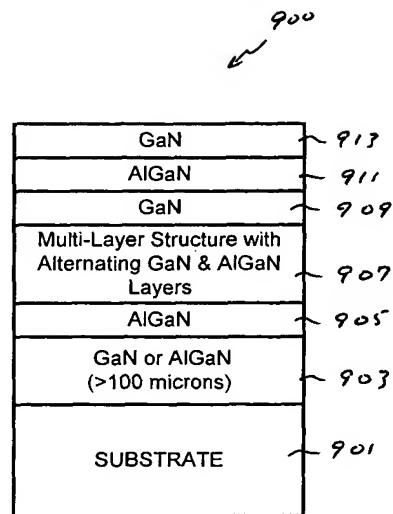 900
GaN
913
AlGaN
911
GaN
909
Multi-Layer Structure with
Alternating GaN & AlGaN
Layers
907
AlGaN
905
GaN or AlGaN
(>100 microns)
903
SUBSTRATE
901